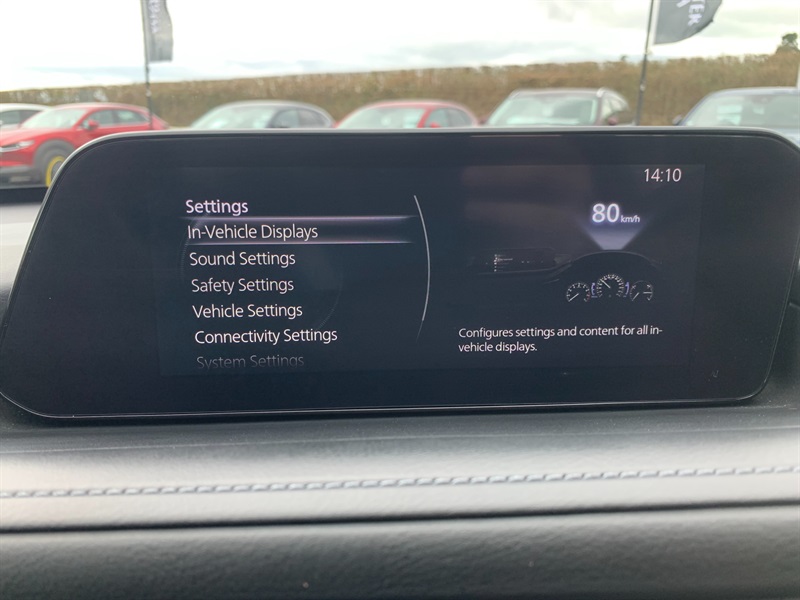 14:10
Settings
In-Vehicle Displays
Sound Settings
Safety Settings
Vehicle Settings
Connectivity Settings
System Settings
80 km/h
Configures settings and content for all in-
vehicle displays.